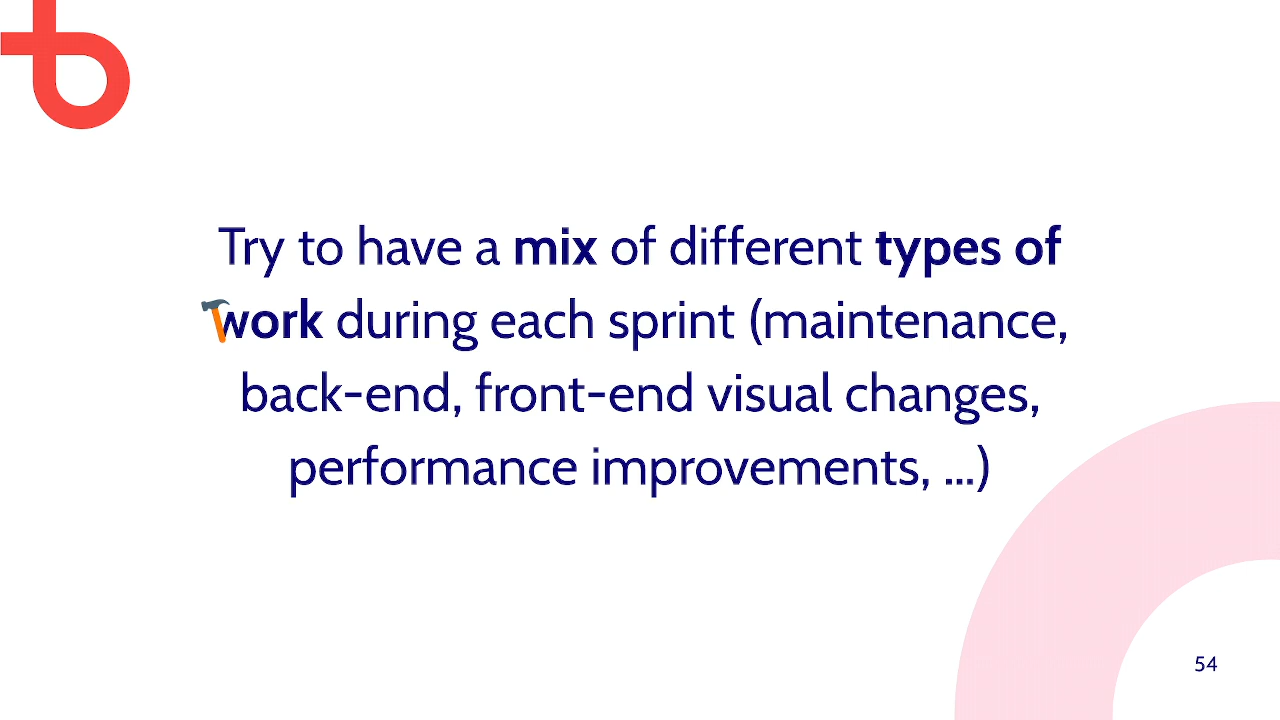 Try to have a mix of different types of
work during each sprint (maintenance,
back-end, front-end visual changes,
performance improvements, ...)
54